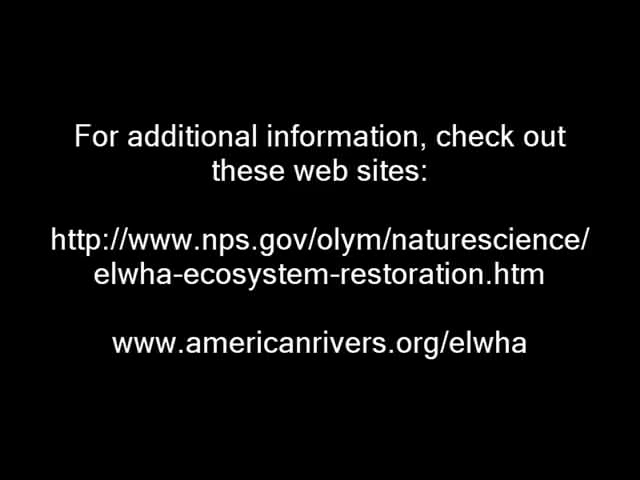 For additional information, check out
these web sites:
http://www.nps.gov/olym/naturescience/
elwha-ecosystem-restoration.htm
www.americanrivers.org/elwha